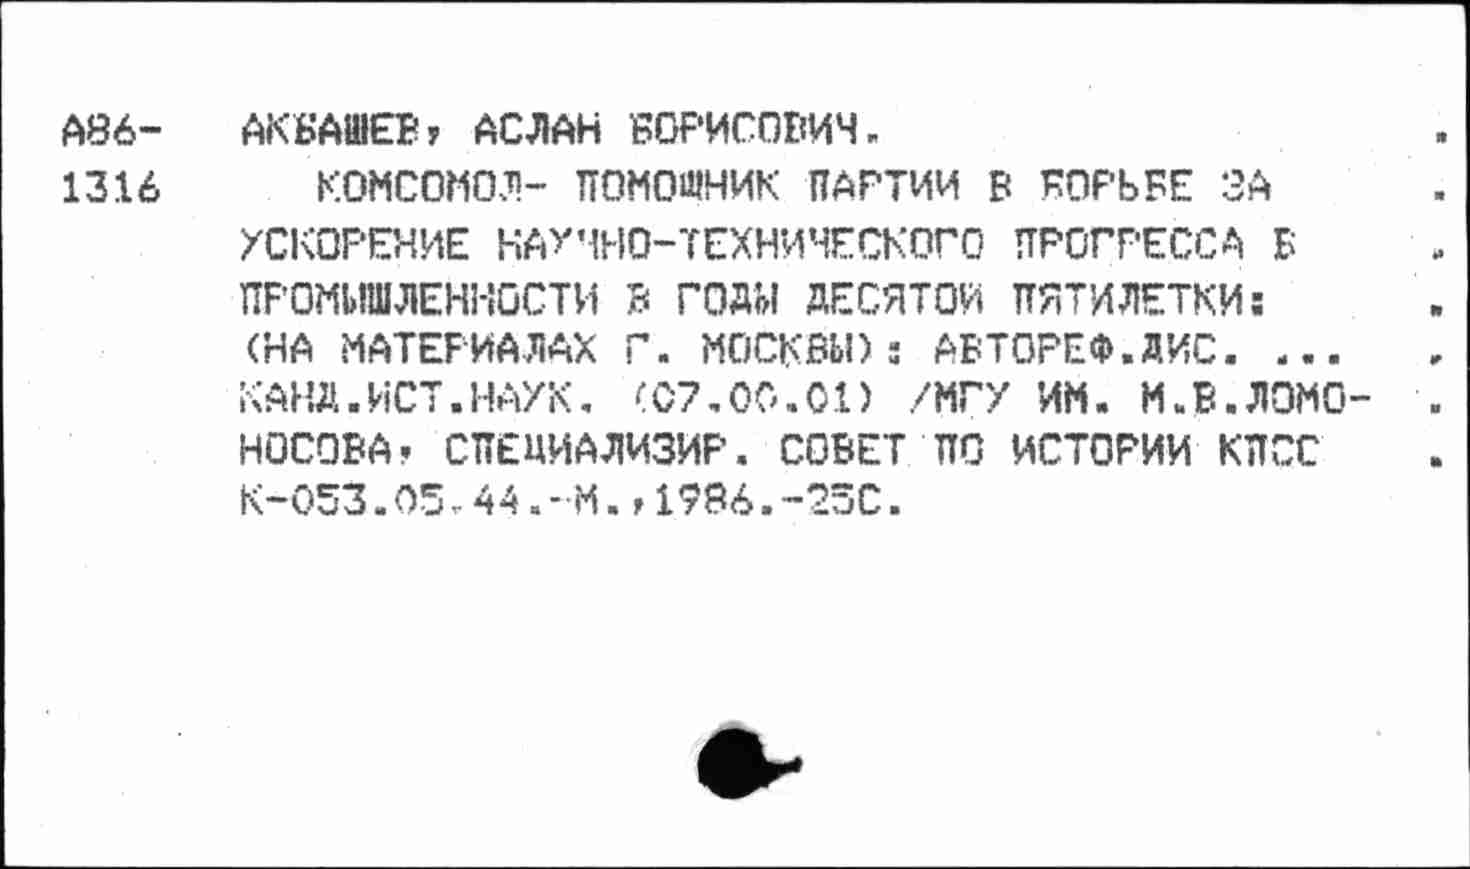 А86- АКБАШЕВ, АСЛАН БОРИСОВИЧ.
1316 КОМСОМОЛ- ПОМОЩНИК ПАРТИИ В БОРЬБЕ ЗА
УСКОРЕНИЕ НАУЧНО-ТЕХНИЧЕСКОГО ПРОГРЕССА В
ПРОМЫШЛЕННОСТИ В ГОДЫ ДЕСЯТОЙ ПЯТИЛЕТКИ:
(НА МАТЕРИАЛАХ Г. МОСКВЫ): АВТОРЕФ.ДИС. ...
КАНД.ИСТ.НАУК. (07.00.01) /МГУ ИМ. М.В.ЛОМО-
НОСОВА, СПЕЦИАЛИЗИР. СОВЕТ ПО ИСТОРИИ КПСС
К-053.05.44.-М.,1986.-25С.